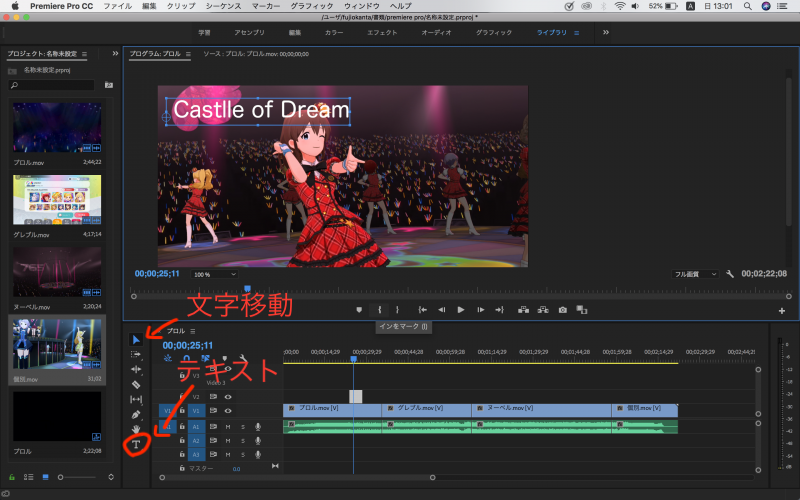 Premiere Pro CC ファイル 編集 クリップ シーケンス マーカー グラフィック ウィンドウ ヘルプ 52% A 日 13:01
/ユーザ/fujiokanta/書類/premiere pro/名称未設定.prproj *
学習 アセンブリ 編集 カラー エフェクト オーディオ グラフィック ライブラリ ≡ >>
プロジェクト: 名称未設定 ≡ >>
名称未設定.prproj
プログラム: プロル ≡ ソース: プロル: プロル.mov: 00;00;00;00
Castlle of Dream
プロル.mov 2;44;22
グレプル.mov 4;17;14
ヌーベル.mov 2;20;24
個別.mov 31;02
プロル 2;22;08
00;00;25;11 100 % フル画質 00;02;22;08
文字移動
インをマーク (I)
プロル ≡
00;00;25;11
テキスト
;00;00 00;00;14;29 00;00;29;29 00;00;44;28 00;00;59;28 00;01;14;29 00;01;29;29 00;01;44;28 00;01;59;28 00;02;14;29 00;02;29;29 00;02;44;29
V3
Video 3
V2
V1 V1 プロル.mov [V] グレプル.mov [V] ヌーベル.mov [V] 個別.mov [V]
A1 A1 M S
A2 M S
A3 M S
マスター 0.0
T